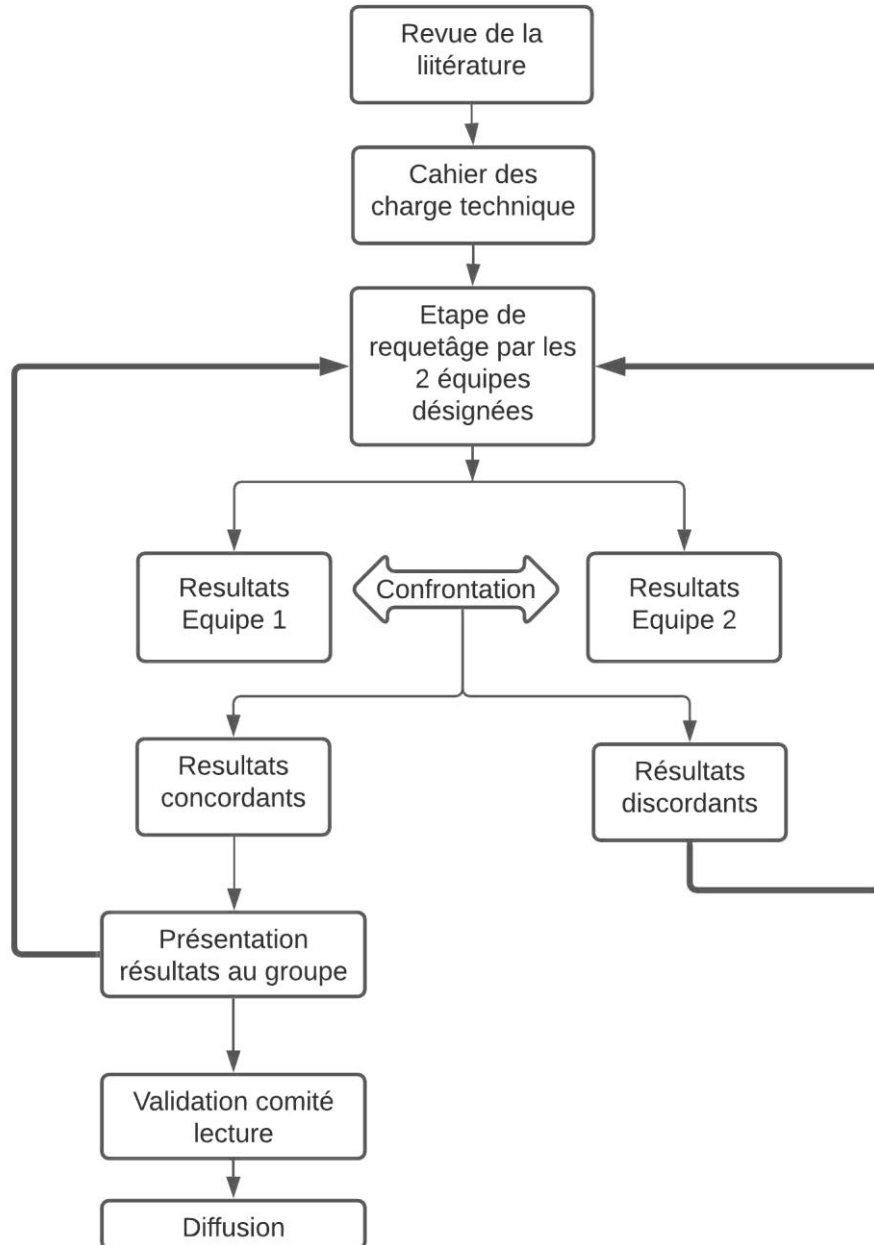 Revue de la
liitérature
Cahier des
charge technique
Etape de
requetâge par les
2 équipes
désignées
Resultats
Equipe 1
Confrontation
Resultats
Equipe 2
Resultats
concordants
Résultats
discordants
Présentation
résultats au groupe
Validation comité
lecture
Diffusion